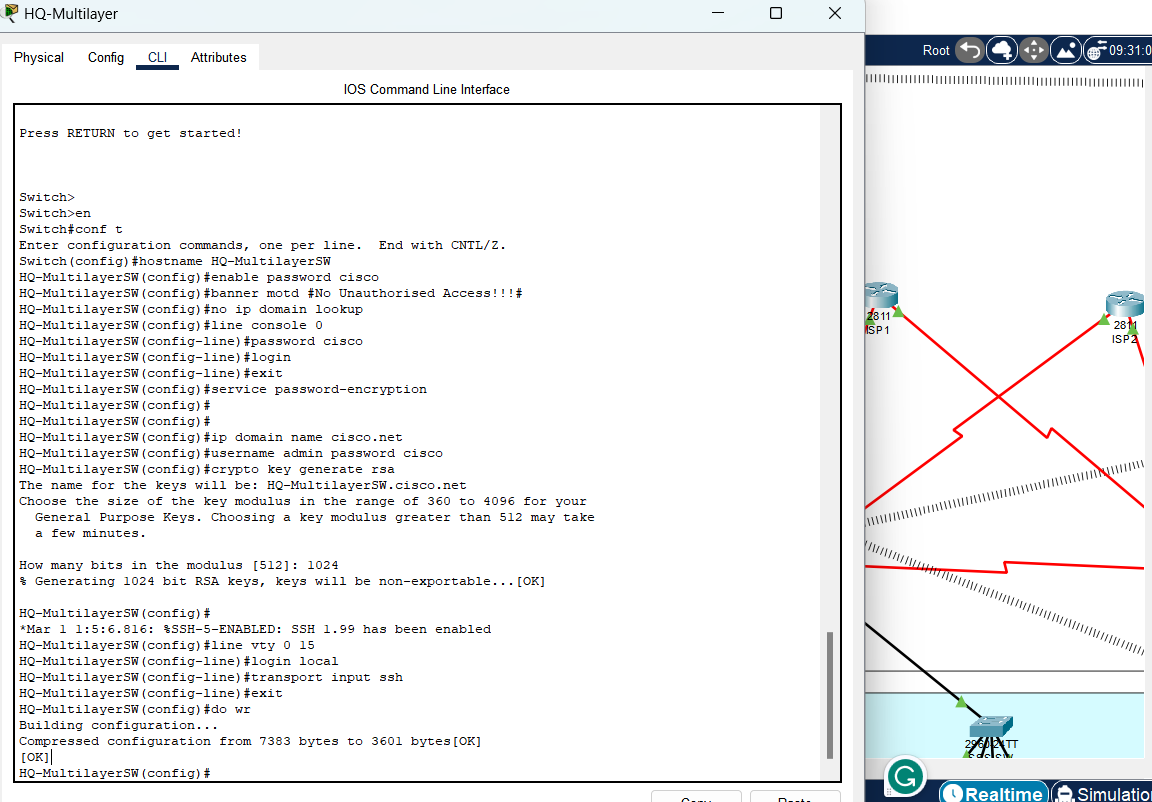 HQ-Multilayer
Physical Config CLI Attributes
IOS Command Line Interface
Press RETURN to get started!
Switch>
Switch>en
Switch#conf t
Enter configuration commands, one per line.  End with CNTL/Z.
Switch(config)#hostname HQ-MultilayerSW
HQ-MultilayerSW(config)#enable password cisco
HQ-MultilayerSW(config)#banner motd #No Unauthorised Access!!!#
HQ-MultilayerSW(config)#no ip domain lookup
HQ-MultilayerSW(config)#line console 0
HQ-MultilayerSW(config-line)#password cisco
HQ-MultilayerSW(config-line)#login
HQ-MultilayerSW(config-line)#exit
HQ-MultilayerSW(config)#service password-encryption
HQ-MultilayerSW(config)#
HQ-MultilayerSW(config)#
HQ-MultilayerSW(config)#ip domain name cisco.net
HQ-MultilayerSW(config)#username admin password cisco
HQ-MultilayerSW(config)#crypto key generate rsa
The name for the keys will be: HQ-MultilayerSW.cisco.net
Choose the size of the key modulus in the range of 360 to 4096 for your
General Purpose Keys. Choosing a key modulus greater than 512 may take
a few minutes.
How many bits in the modulus [512]: 1024
% Generating 1024 bit RSA keys, keys will be non-exportable...[OK]
HQ-MultilayerSW(config)#
*Mar 1 1:5:6.816: %SSH-5-ENABLED: SSH 1.99 has been enabled
HQ-MultilayerSW(config)#line vty 0 15
HQ-MultilayerSW(config-line)#login local
HQ-MultilayerSW(config-line)#transport input ssh
HQ-MultilayerSW(config-line)#exit
HQ-MultilayerSW(config)#do wr
Building configuration...
Compressed configuration from 7383 bytes to 3601 bytes[OK]
[OK]
HQ-MultilayerSW(config)#
Copy Paste
Root 09:31:0
2811
ISP1
2811
ISP2
2960-24TT
Realtime Simulation